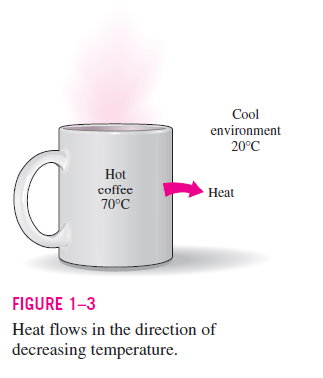 Cool
environment
20°C
Hot
coffee
70°C
Heat
FIGURE 1–3
Heat flows in the direction of
decreasing temperature.